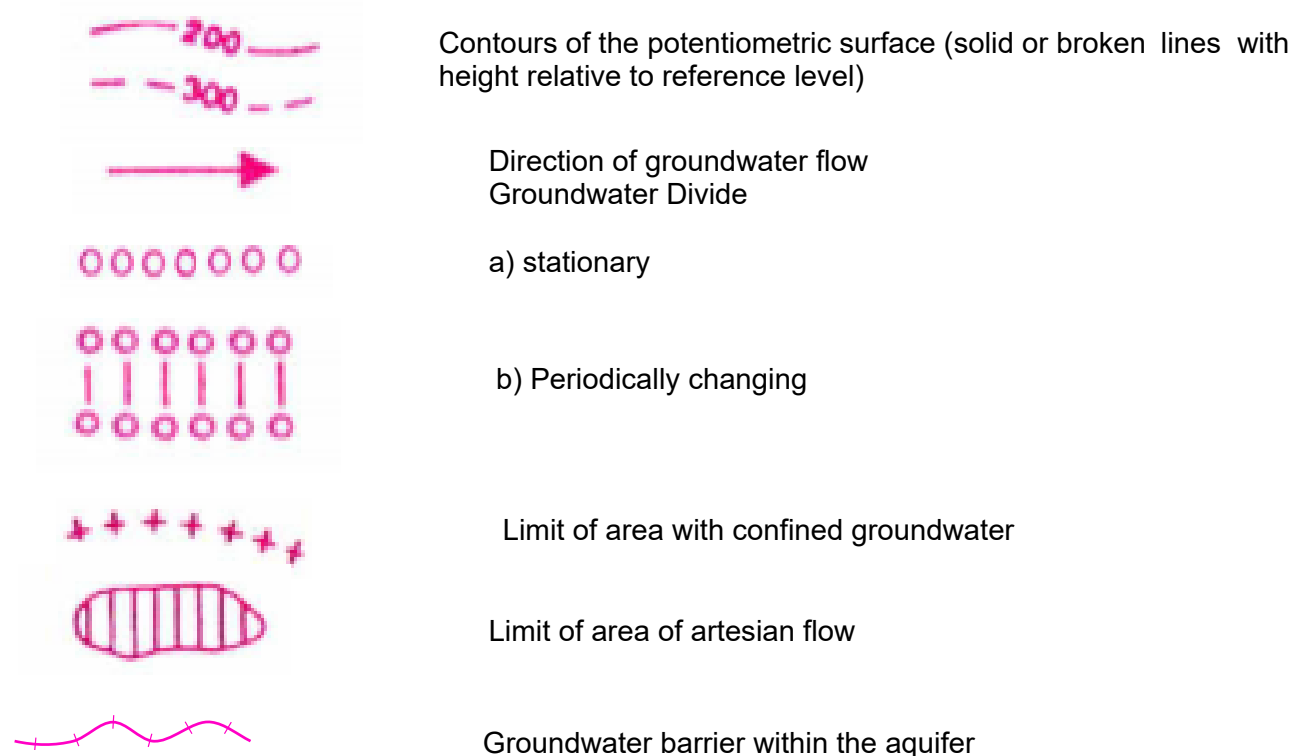 200
300
Contours of the potentiometric surface (solid or broken lines with
height relative to reference level)
Direction of groundwater flow
Groundwater Divide
a) stationary
b) Periodically changing
Limit of area with confined groundwater
Limit of area of artesian flow
Groundwater barrier within the aquifer